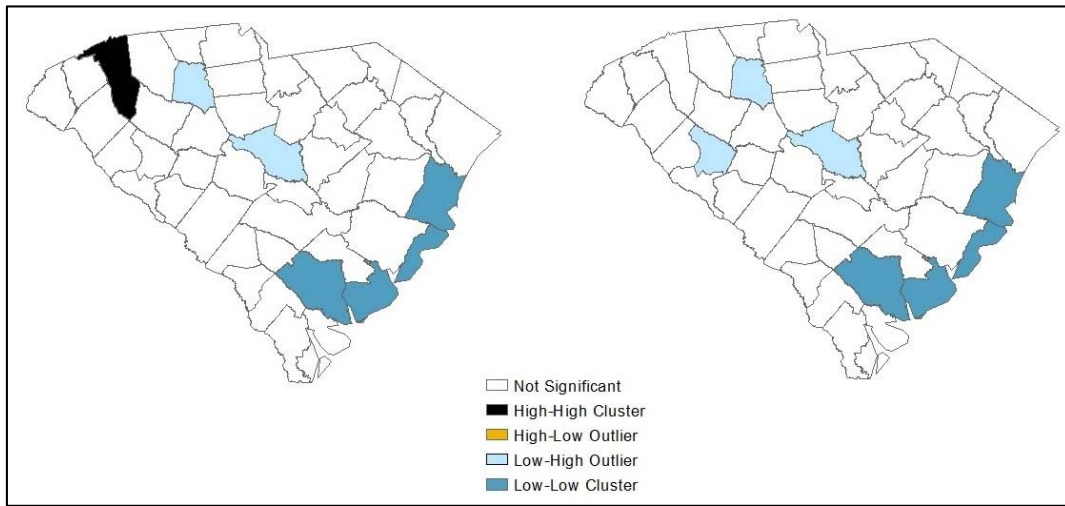 Not Significant
High-High Cluster
High-Low Outlier
Low-High Outlier
Low-Low Cluster